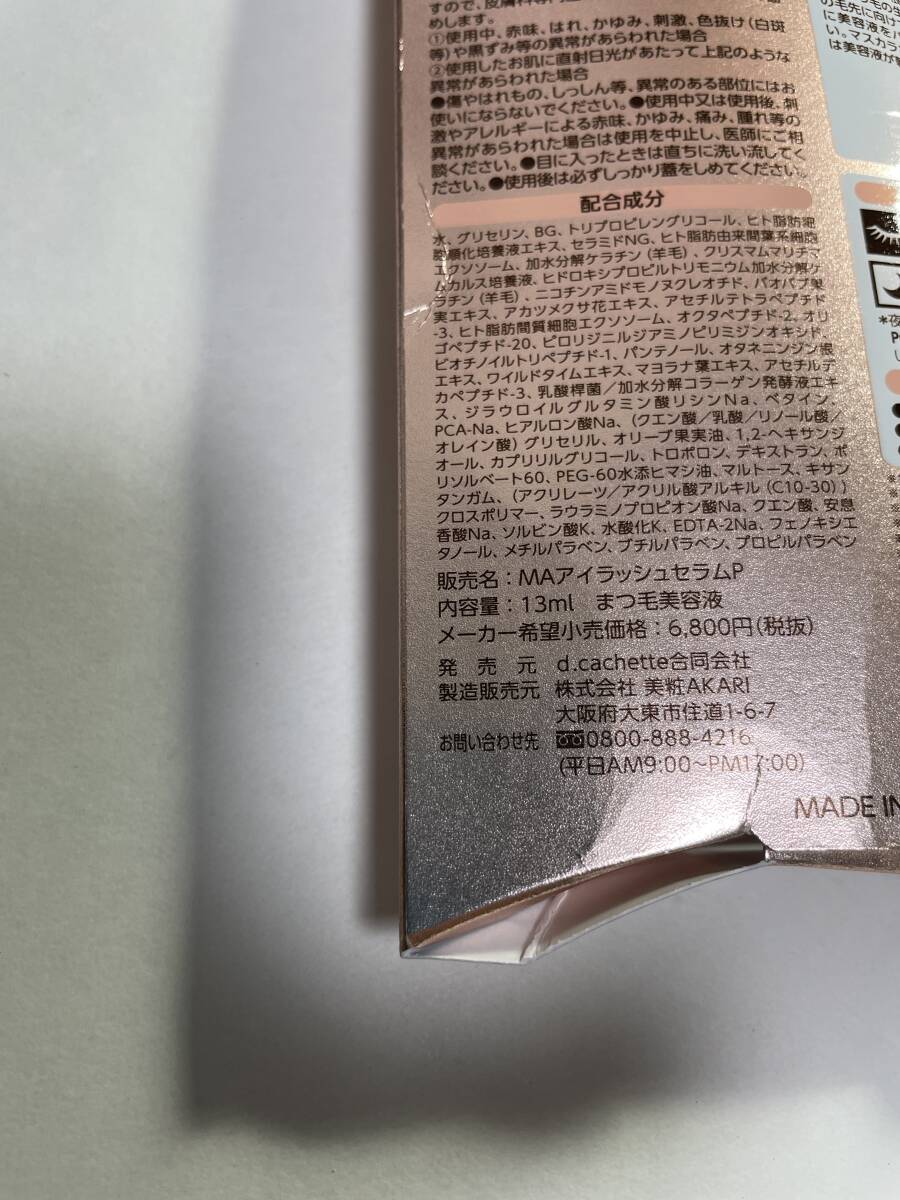 すので、皮膚科専門
めします。
①使用中、赤味、はれ、かゆみ、刺激、色抜け(白斑
等)や黒ずみ等の異常があらわれた場合
②使用したお肌に直射日光があたって上記のような
異常があらわれた場合
●傷やはれもの、しっしん等、異常のある部位にはお
使いにならないでください。●使用中又は使用後、刺
激やアレルギーによる赤味、かゆみ、痛み、腫れ等の
異常があらわれた場合は使用を中止し、医師にご相
談ください。●目に入ったときは直ちに洗い流してく
ださい。●使用後は必ずしっかり蓋をしめてください。
配合成分
水、グリセリン、BG、トリプロピレングリコール、ヒト脂肪細
胞順化培養液エキス、セラミドNG、ヒト脂肪由来間葉系細胞
エクソソーム、加水分解ケラチン(羊毛)、クリスマムマリチマ
ムカルス培養液、ヒドロキシプロピルトリモニウム加水分解ケ
ラチン(羊毛)、ニコチンアミドモノヌクレオチド、バオバブ果
実エキス、アカツメクサ花エキス、アセチルテトラペプチド
-3、ヒト脂肪間質細胞エクソソーム、オクタペプチド-2、オリ
ゴペプチド-20、ピロリジニルジアミノピリミジンオキシド、
ビオチノイルトリペプチド-1、パンテノール、オタネニンジン根
エキス、ワイルドタイムエキス、マヨラナ葉エキス、アセチルデ
カペプチド-3、乳酸桿菌/加水分解コラーゲン発酵液エキ
ス、ジラウロイルグルタミン酸リシンNa、ベタイン、
PCA-Na、ヒアルロン酸Na、(クエン酸/乳酸/リノール酸/
オレイン酸)グリセリル、オリーブ果実油、1,2-ヘキサンジ
オール、カプリリルグリコール、トロポロン、デキストラン、ポ
リソルベート60、PEG-60水添ヒマシ油、マルトース、キサン
タンガム、(アクリレーツ/アクリル酸アルキル(C10-30))
クロスポリマー、ラウラミノプロピオン酸Na、クエン酸、安息
香酸Na、ソルビン酸K、水酸化K、EDTA-2Na、フェノキシエ
タノール、メチルパラベン、ブチルパラベン、プロピルパラベン
販売名:MAアイラッシュセラムP
内容量:13ml まつ毛美容液
メーカー希望小売価格:6,800円(税抜)
発売元 d.cachette合同会社
製造販売元 株式会社 美粧AKARI
大阪府大東市住道1-6-7
お問い合わせ先 0800-888-4216
(平日AM9:00~PM17:00)
MADE IN
の毛先に向け
に美容液を
い。マスカラ
は美容液が